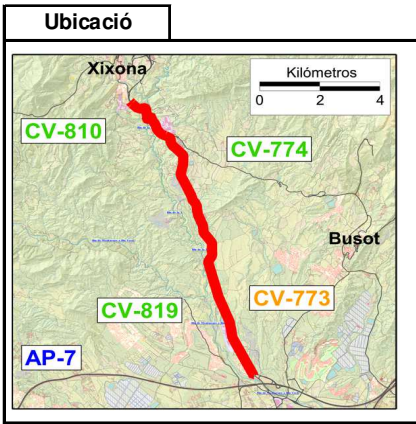 Ubicació
Xixona
Kilómetros
0 2 4
CV-810
CV-774
Busot
CV-819
CV-773
AP-7